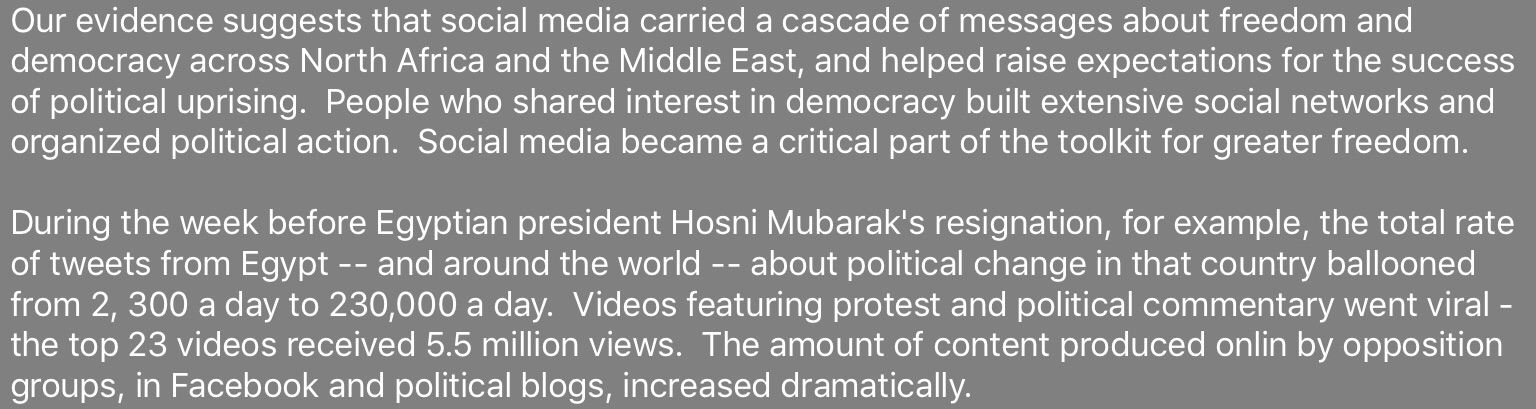 Our evidence suggests that social media carried a cascade of messages about freedom and
democracy across North Africa and the Middle East, and helped raise expectations for the success
of political uprising.  People who shared interest in democracy built extensive social networks and
organized political action.  Social media became a critical part of the toolkit for greater freedom.

During the week before Egyptian president Hosni Mubarak's resignation, for example, the total rate
of tweets from Egypt -- and around the world -- about political change in that country ballooned
from 2, 300 a day to 230,000 a day.  Videos featuring protest and political commentary went viral -
the top 23 videos received 5.5 million views.  The amount of content produced onlin by opposition
groups, in Facebook and political blogs, increased dramatically.